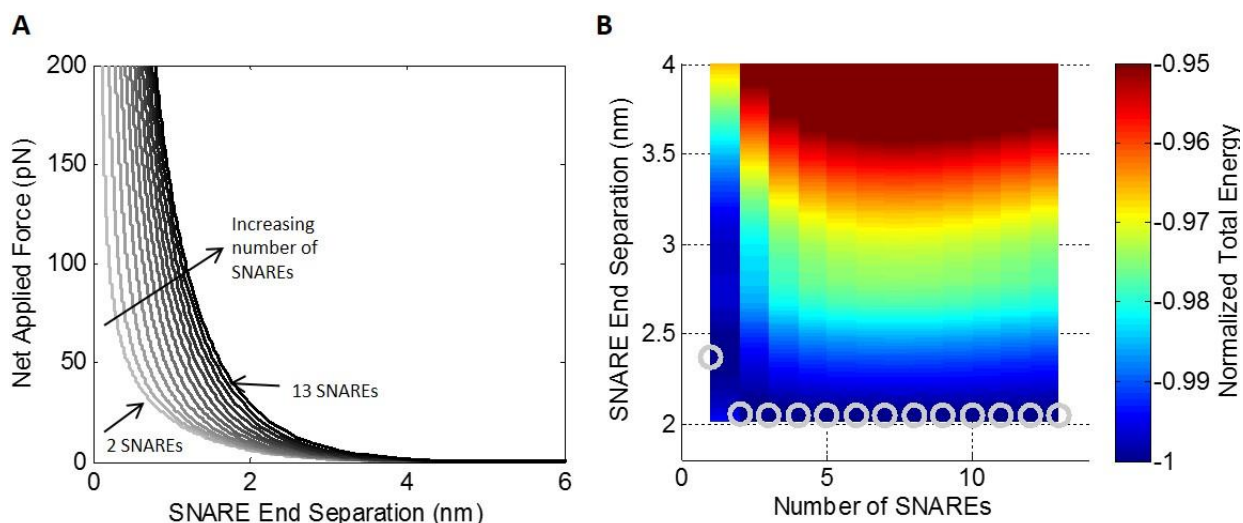 A
Net Applied Force (pN)
200
150
100
50
0
Increasing
number of
SNAREs
13 SNAREs
2 SNAREs
0 2 4 6
SNARE End Separation (nm)
B
SNARE End Separation (nm)
4
3.5
3
2.5
2
0 5 10
Number of SNAREs
-0.95
-0.96
-0.97
-0.98
-0.99
-1
Normalized Total Energy